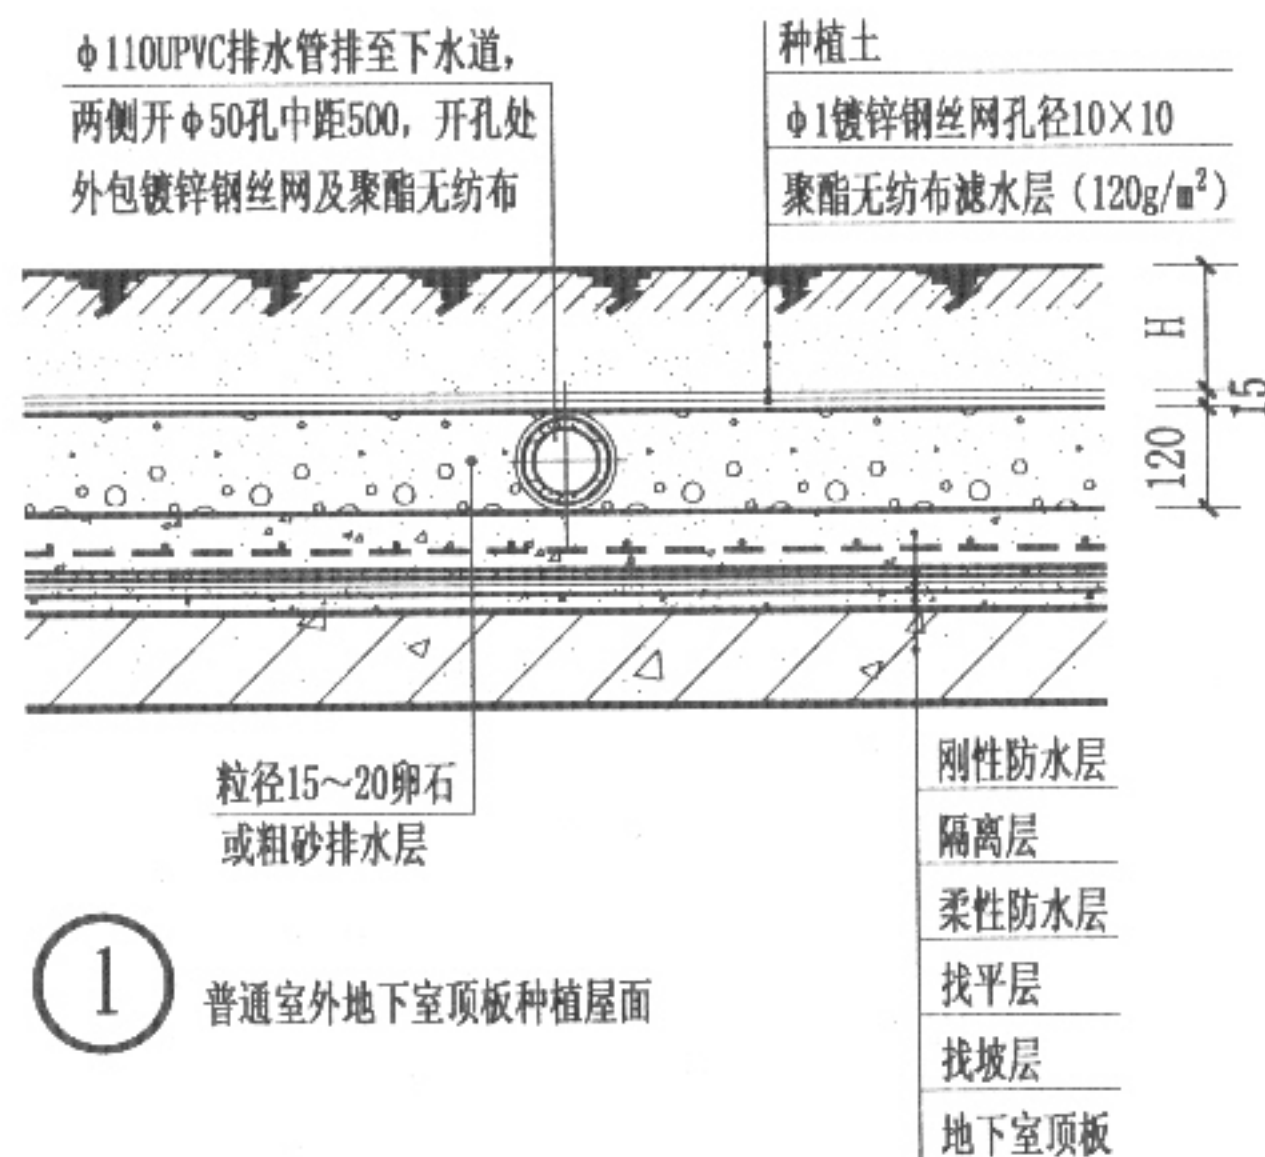 φ110UPVC排水管排至下水道,
两侧开φ50孔中距500, 开孔处
外包镀锌钢丝网及聚酯无纺布
种植土
φ1镀锌钢丝网孔径10×10
聚酯无纺布滤水层（120g/m²）
H
15
120
粒径15~20卵石
或粗砂排水层
刚性防水层
隔离层
柔性防水层
找平层
找坡层
地下室顶板
1
普通室外地下室顶板种植屋面